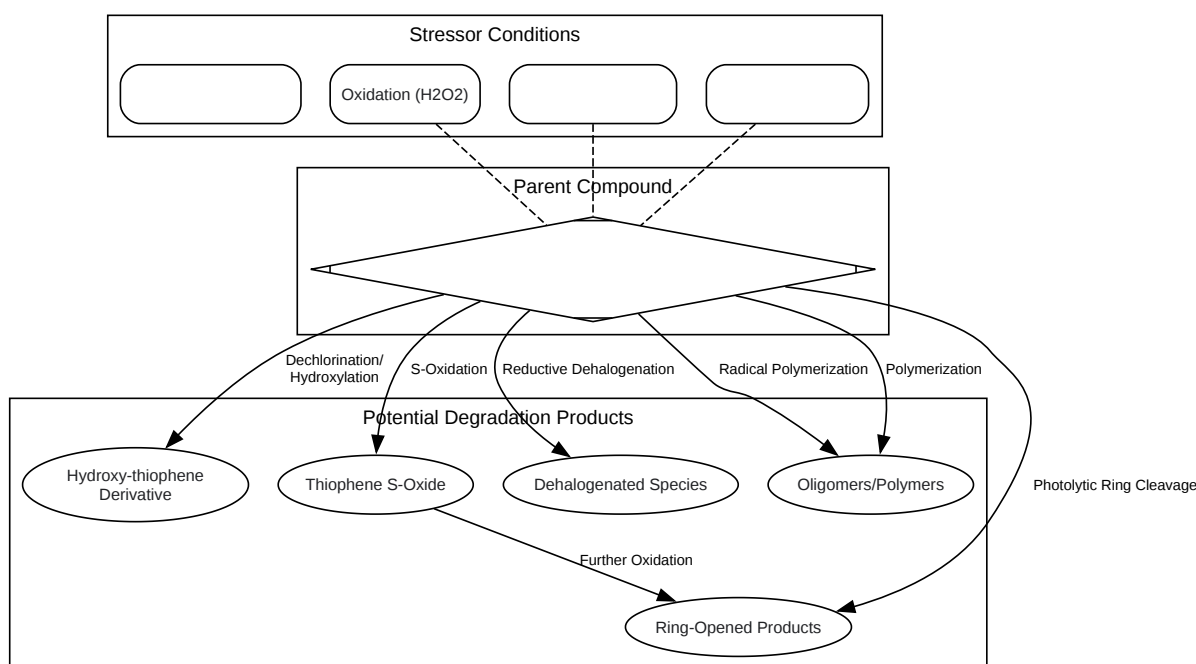 Stressor Conditions
Oxidation (H2O2)
Parent Compound
Dechlorination/
Hydroxylation
S-Oxidation
Reductive Dehalogenation
Radical Polymerization
Polymerization
Potential Degradation Products
Hydroxy-thiophene
Derivative
Thiophene S-Oxide
Dehalogenated Species
Oligomers/Polymers
Photolytic Ring Cleavage
Further Oxidation
Ring-Opened Products